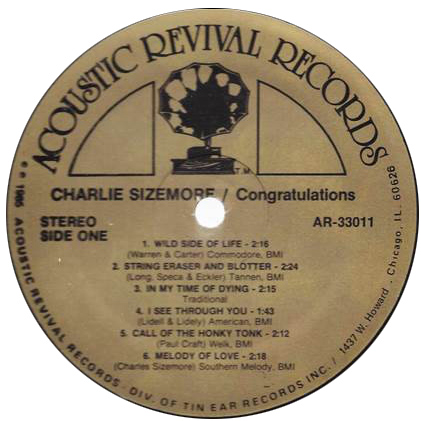 ACOUSTIC REVIVAL RECORDS
T.M.
CHARLIE SIZEMORE / Congratulations
STEREO
SIDE ONE
AR-33011
1. WILD SIDE OF LIFE - 2:16
(Warren & Carter) Commodore, BMI
2. STRING ERASER AND BLOTTER - 2:24
(Long, Speca & Eckler) Tannen, BMI
3. IN MY TIME OF DYING - 2:15
Traditional
4. I SEE THROUGH YOU - 1:43
(Lidell & Lidely) American, BMI
5. CALL OF THE HONKY TONK - 2:12
(Paul Craft) Welk, BMI
6. MELODY OF LOVE - 2:18
(Charles Sizemore) Southern Melody, BMI
ACOUSTIC REVIVAL RECORDS - DIV. OF TIN EAR RECORDS INC. / 1437 W. Howard - Chicago, IL. 60626